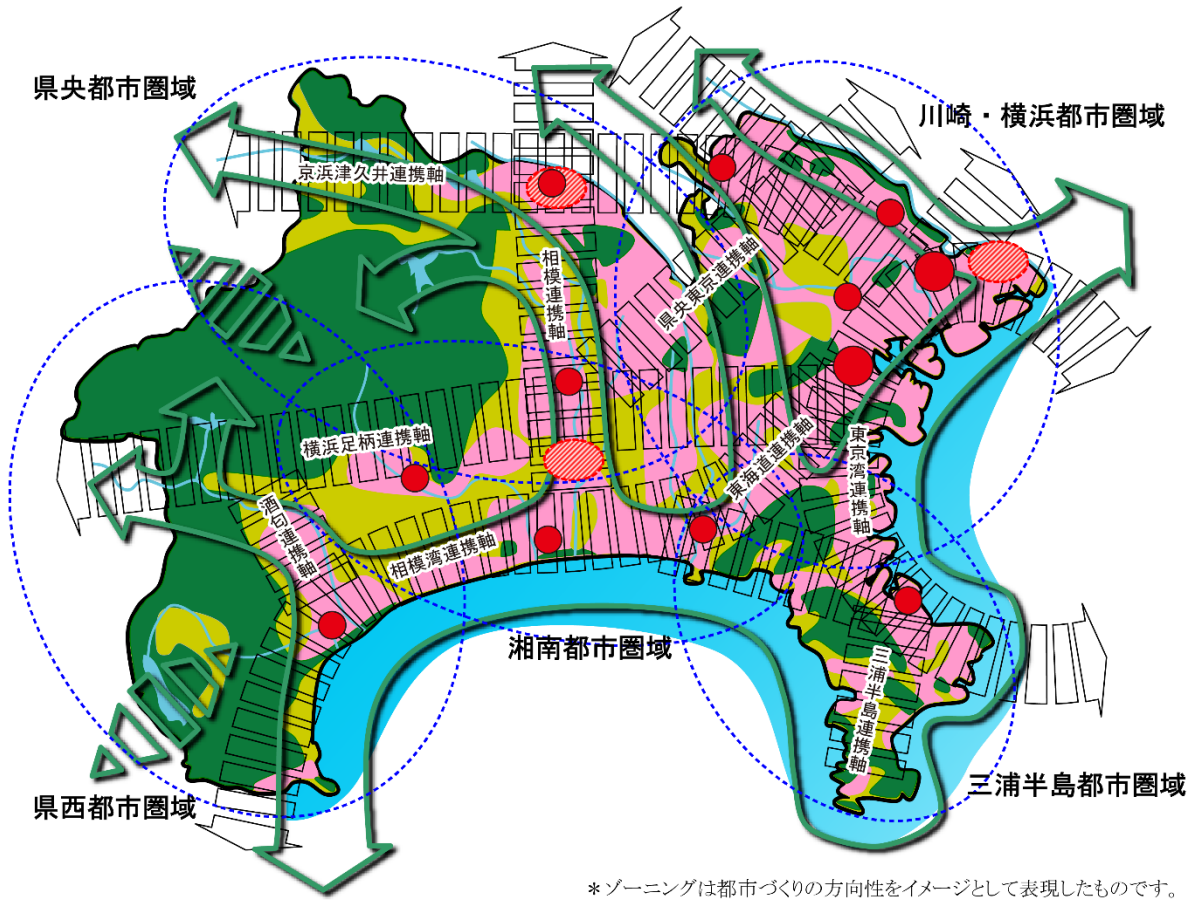 県央都市圏域
川崎・横浜都市圏域
京浜津久井連携軸
相模連携軸
県央東京連携軸
横浜足柄連携軸
東海道連携軸
東京湾連携軸
酒匂連携軸
相模湾連携軸
湘南都市圏域
三浦半島連携軸
三浦半島都市圏域
県西都市圏域
＊ゾーニングは都市づくりの方向性をイメージとして表現したものです。